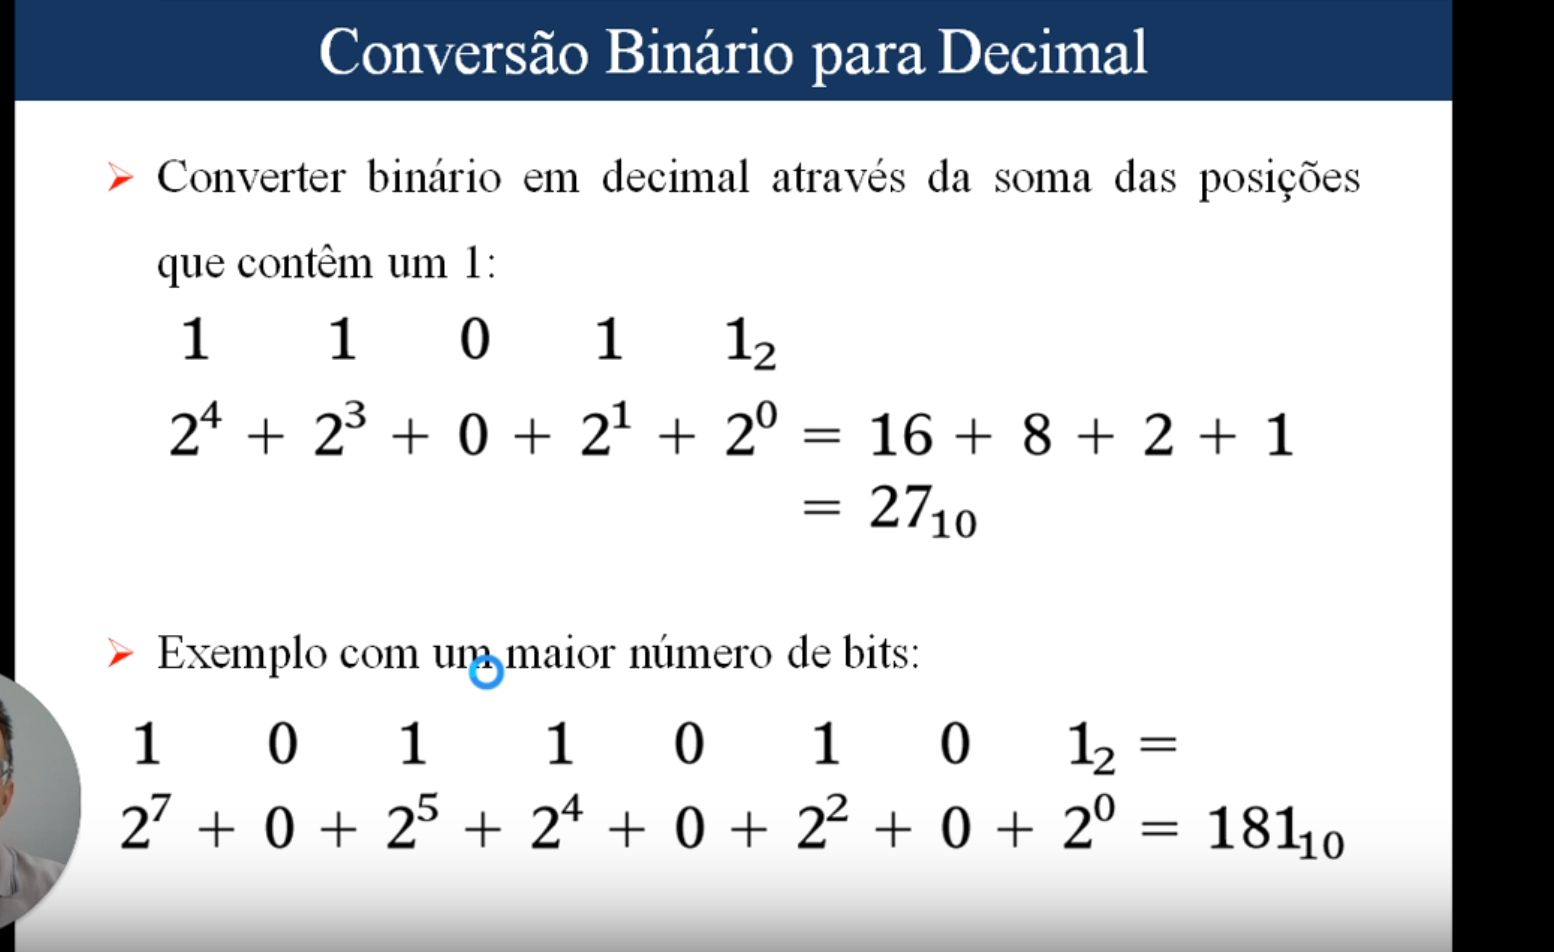 Conversão Binário para Decimal
Converter binário em decimal através da soma das posições
que contêm um 1:
1 1 0 1 1₂
2⁴ + 2³ + 0 + 2¹ + 2⁰ = 16 + 8 + 2 + 1
= 27₁₀
Exemplo com um maior número de bits:
1 0 1 1 0 1 0 1₂ =
2⁷ + 0 + 2⁵ + 2⁴ + 0 + 2² + 0 + 2⁰ = 181₁₀